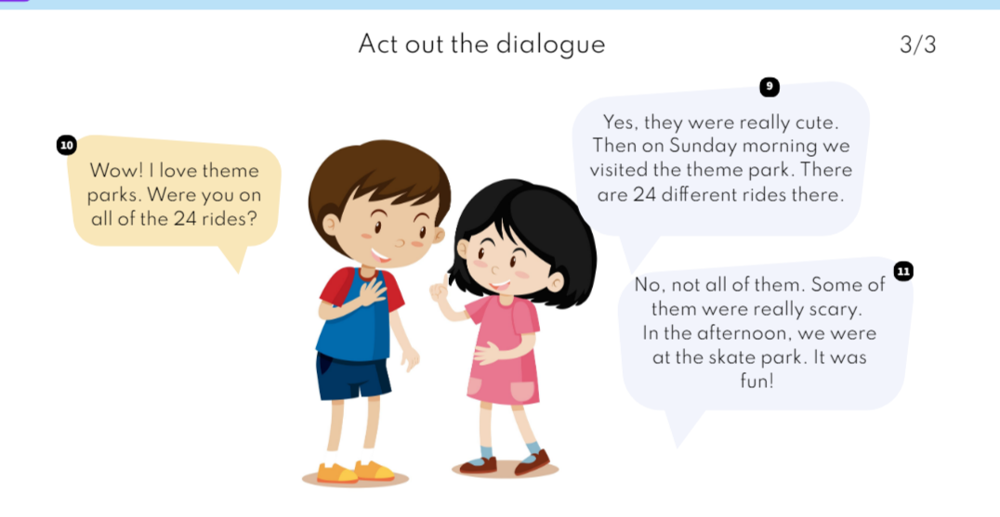 Act out the dialogue
3/3
9
Yes, they were really cute.
Then on Sunday morning we
visited the theme park. There
are 24 different rides there.
10
Wow! I love theme
parks. Were you on
all of the 24 rides?
11
No, not all of them. Some of
them were really scary.
In the afternoon, we were
at the skate park. It was
fun!